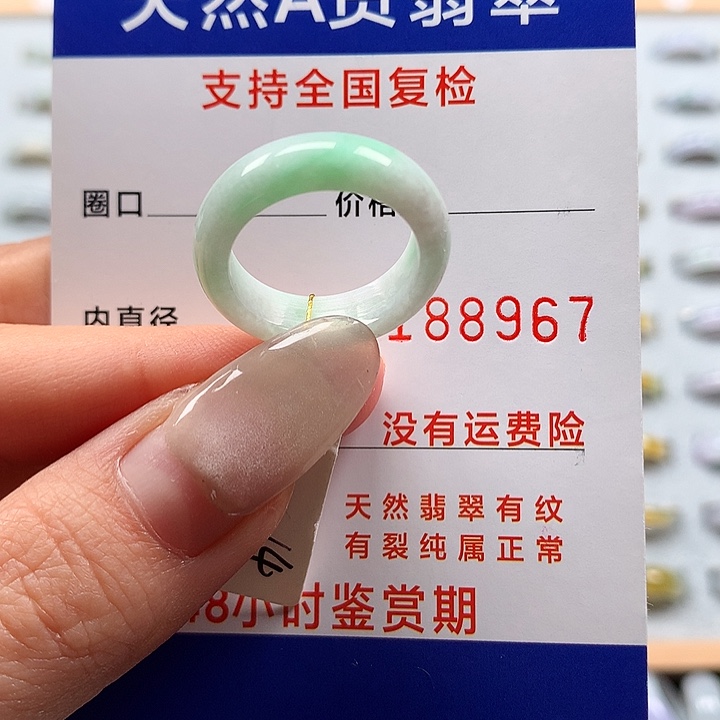 天然A货翡翠
支持全国复检
圈口 价格
内直径
188967
没有运费险
天然翡翠有纹
有裂纯属正常
48小时鉴赏期